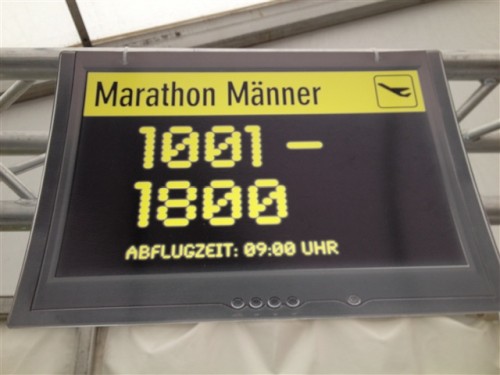 Marathon Männer
1001 –
1800
ABFLUGZEIT: 09:00 UHR